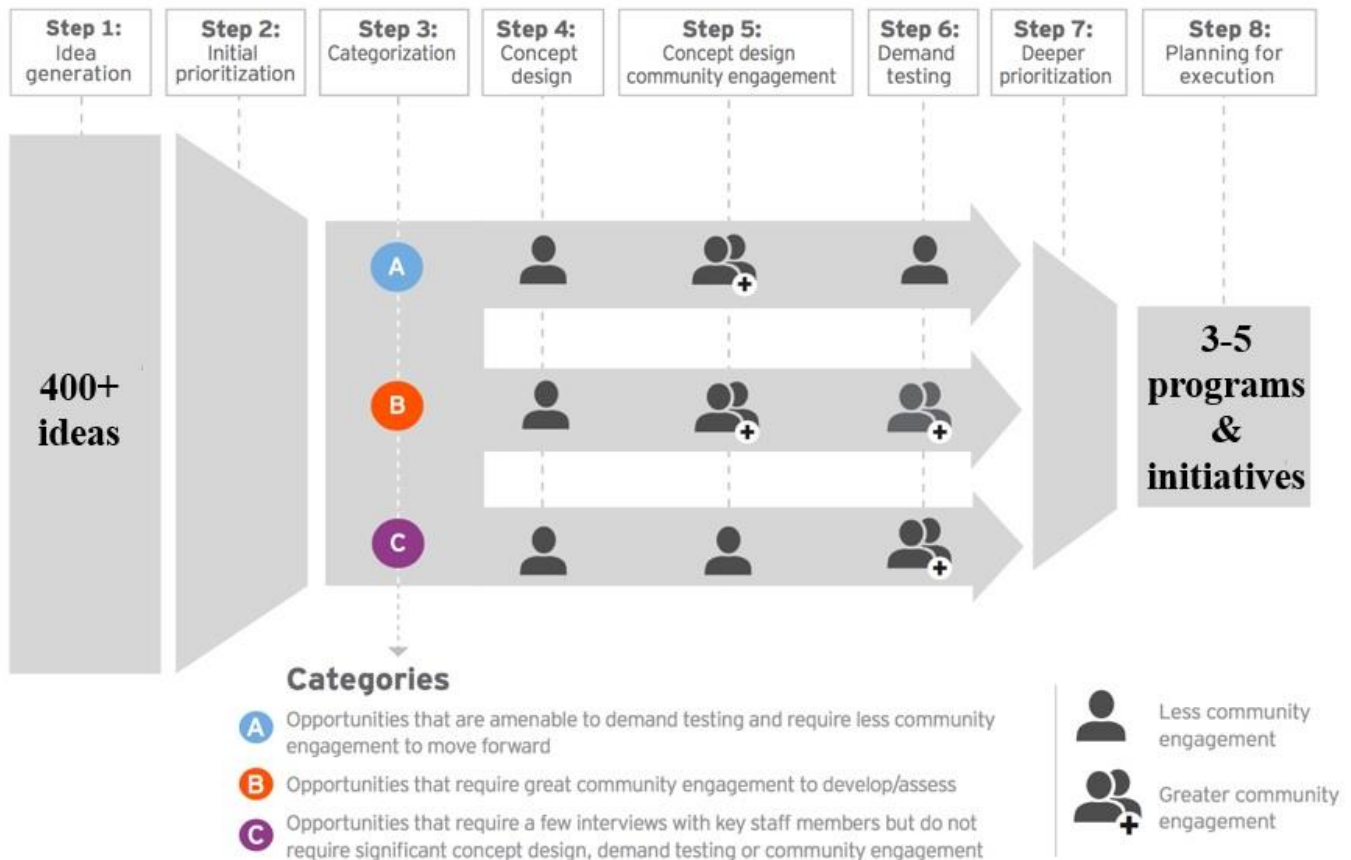 Step 1:
Idea
generation
Step 2:
Initial
prioritization
Step 3:
Categorization
Step 4:
Concept
design
Step 5:
Concept design
community engagement
Step 6:
Demand
testing
Step 7:
Deeper
prioritization
Step 8:
Planning for
execution
400+
ideas
A
B
C
3-5
programs
&
initiatives
Categories
A Opportunities that are amenable to demand testing and require less community
engagement to move forward
B Opportunities that require great community engagement to develop/assess
C Opportunities that require a few interviews with key staff members but do not
require significant concept design, demand testing or community engagement
Less community
engagement
Greater community
engagement